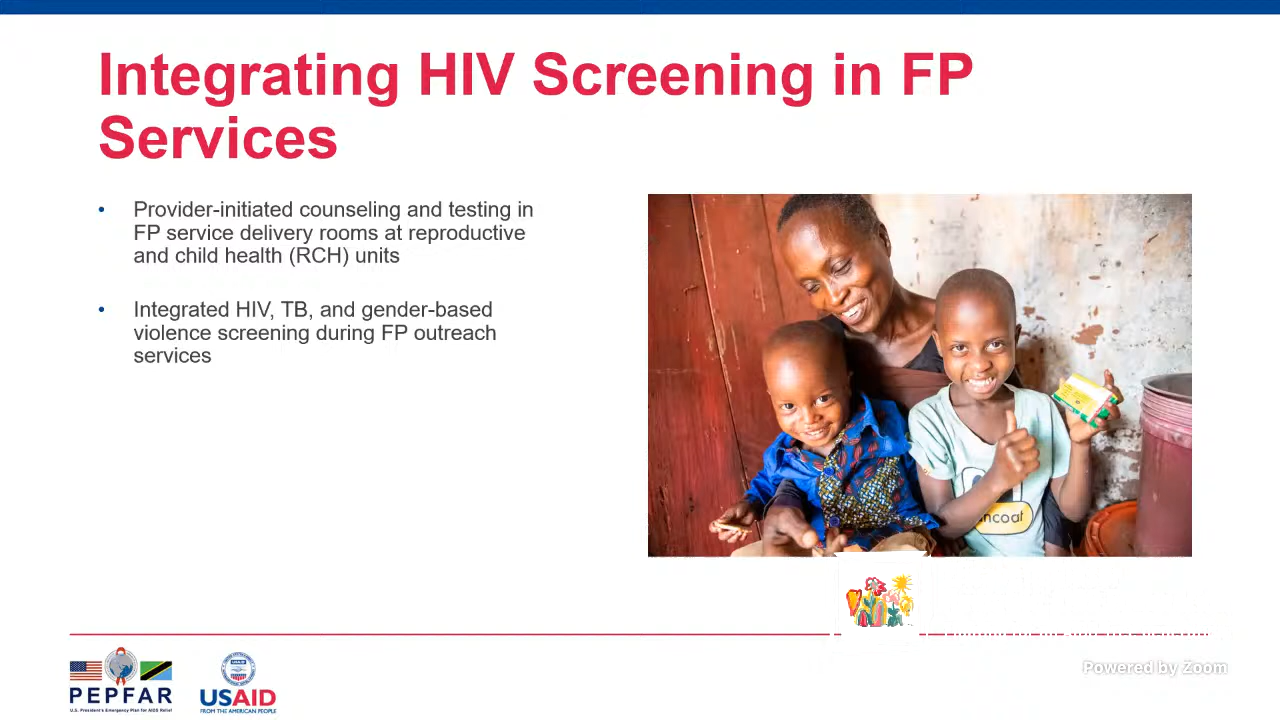 Integrating HIV Screening in FP
Services
• Provider-initiated counseling and testing in
FP service delivery rooms at reproductive
and child health (RCH) units
• Integrated HIV, TB, and gender-based
violence screening during FP outreach
services
PEPFAR
U.S. President's Emergency Plan for AIDS Relief
USAID
FROM THE AMERICAN PEOPLE
Powered by Zoom